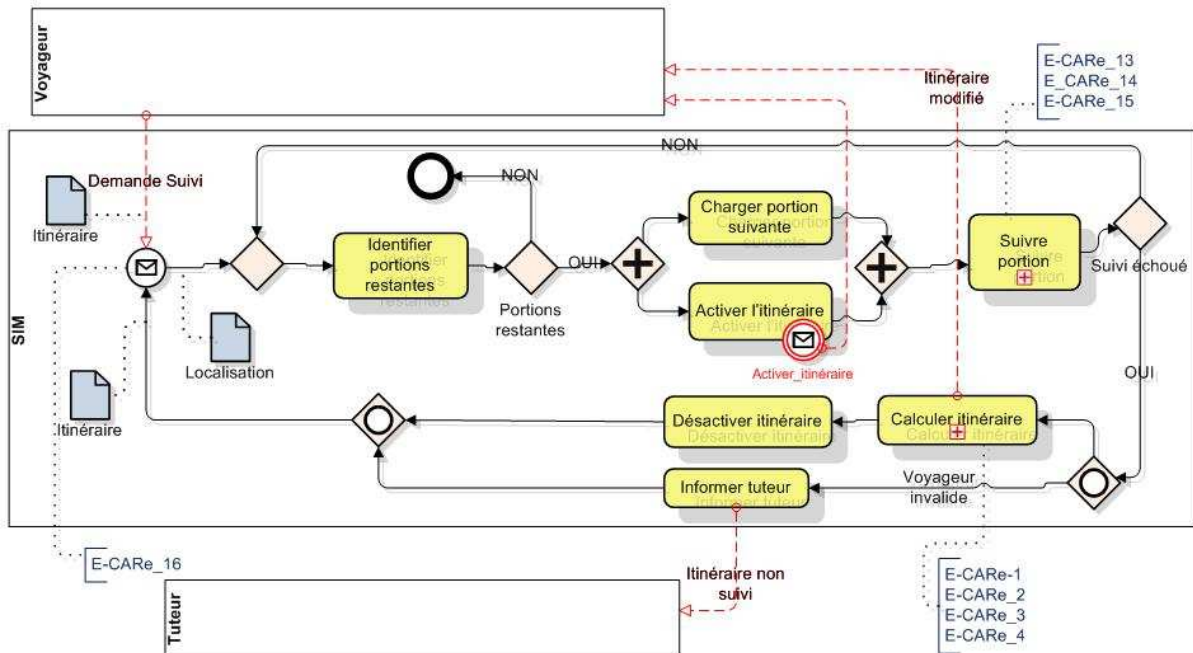 Voyageur
E-CARe_13
E_CARe_14
E-CARe_15
Itinéraire
modifié
SIM
NON
Demande Suivi
Itinéraire
NON
Charger portion
suivante
Identifier
portions
restantes
Suivre
portion
OUI
Suivi échoué
Portions
restantes
Activer l'itinéraire
Activer_itinéraire
Localisation
OUI
Itinéraire
Désactiver itinéraire
Calculer itinéraire
Informer tuteur
Voyageur
invalide
E-CARe_16
Itinéraire non
suivi
Tuteur
E-CARe-1
E-CARe_2
E-CARe_3
E-CARe_4